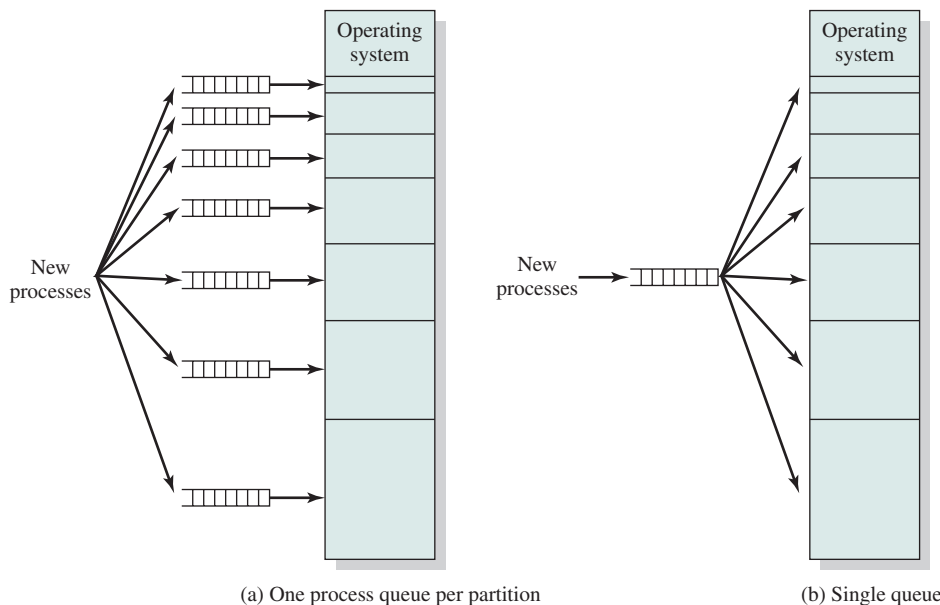 Operating
system
New
processes
(a) One process queue per partition
Operating
system
New
processes
(b) Single queue